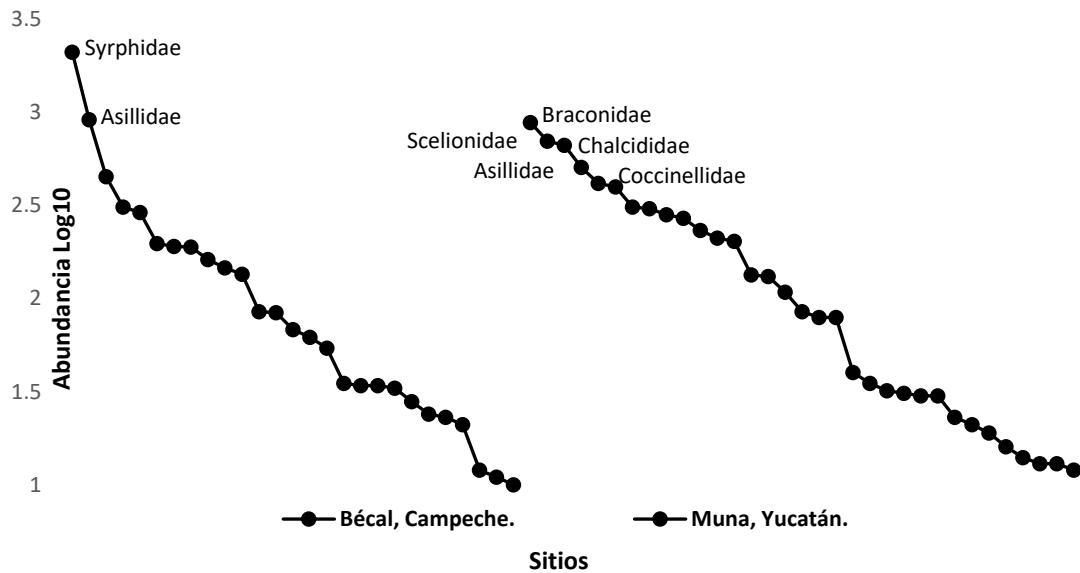 3.5
3
2.5
2
1.5
1
Abundancia Log10
Syrphidae
Asillidae
Braconidae
Scelionidae
Chalcididae
Asillidae
Coccinellidae
Bécal, Campeche.
Muna, Yucatán.
Sitios